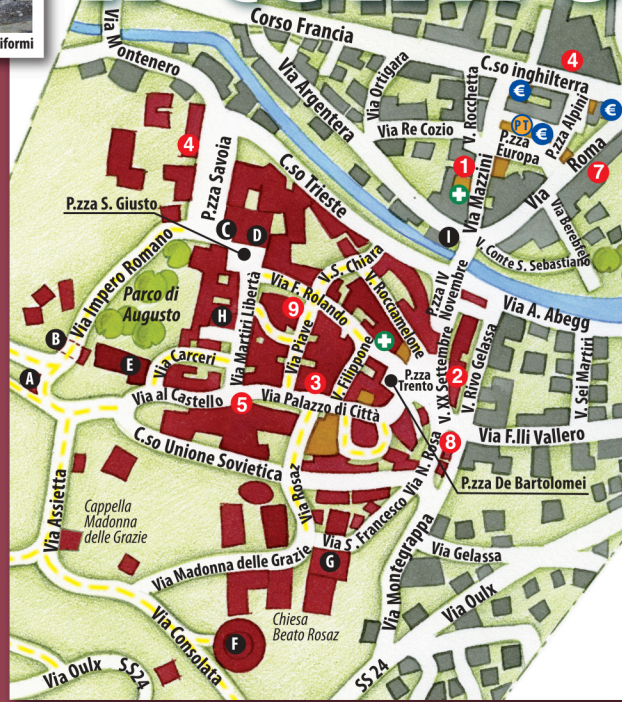 iformi
Corso Francia
Via Montenero
Via Argentera
Via Ortigara
V. Rocchetta
C.so inghilterra
4
€
€
€
PT
P.zza Alpini
P.zza
Europa
Via Re Cozio
1
Via Mazzini
Via Roma
7
4
P.zza Savoia
C.so Trieste
P.zza S. Giusto
C
D
I
Via Berebfel
V. Conte S. Sebastiano
Via Impero Romano
Parco di
Augusto
V. S. Chiara
Via F. Rolando
V. Rocciamelone
P.zza IV
Novembre
Via A. Abegg
H
9
Via Martiri Libertà
Via Piave
B
E
A
Via Carceri
Via al Castello
5
3
V. Filippone
Via Palazzo di Città
P.zza
Trento
V. XX Settembre
2
V. Rivo Gelassa
V. Sei Martiri
8
Via F.lli Vallero
C.so Unione Sovietica
Via Rosaz
Via N. Rosa
P.zza De Bartolomei
Via Assietta
Cappella
Madonna
delle Grazie
Via S. Francesco
G
Via Madonna delle Grazie
Via Gelassa
Via Montegrappa
Chiesa
Beato Rosaz
F
Via Consolata
Via Oulx
Via Oulx
SS24
SS 24